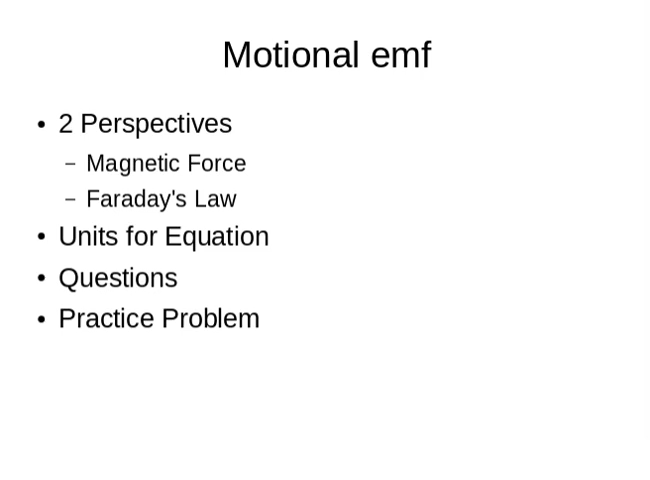 Motional emf
• 2 Perspectives
– Magnetic Force
– Faraday's Law
• Units for Equation
• Questions
• Practice Problem